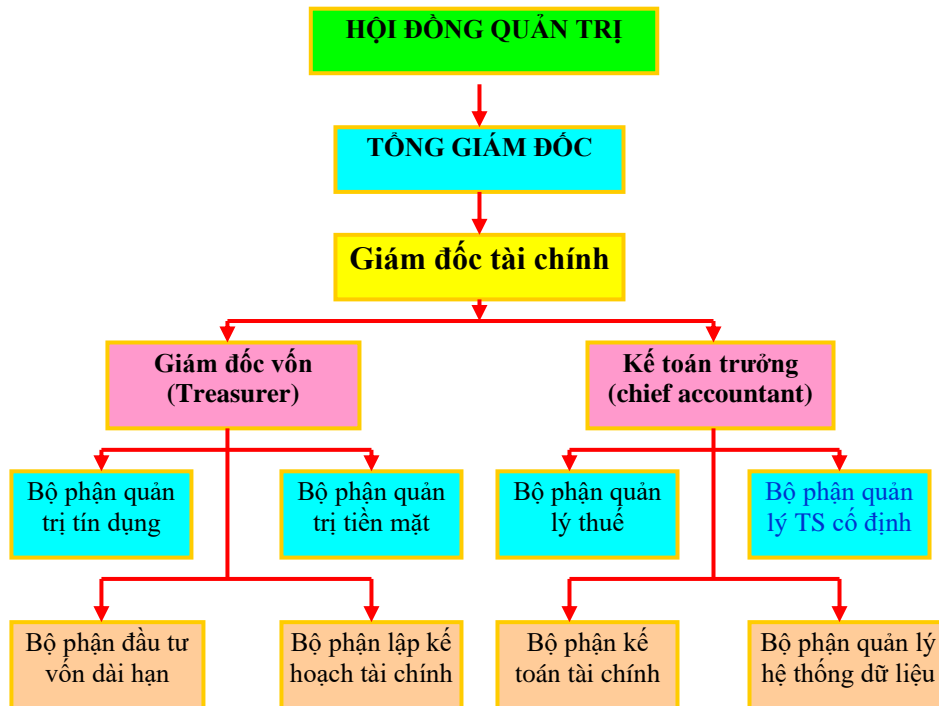 HỘI ĐỒNG QUẢN TRỊ
TỔNG GIÁM ĐỐC
Giám đốc tài chính
Giám đốc vốn
(Treasurer)
Kế toán trưởng
(chief accountant)
Bộ phận quản
trị tín dụng
Bộ phận quản
trị tiền mặt
Bộ phận quản
lý thuế
Bộ phận quản
lý TS cố định
Bộ phận đầu tư
vốn dài hạn
Bộ phận lập kế
hoạch tài chính
Bộ phận kế
toán tài chính
Bộ phận quản lý
hệ thống dữ liệu